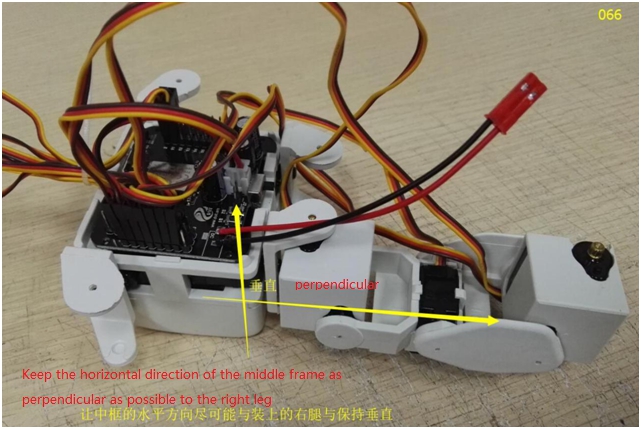 066
垂直 perpendicular
Keep the horizontal direction of the middle frame as
perpendicular as possible to the right leg
让中框的水平方向尽可能与装上的右腿与保持垂直